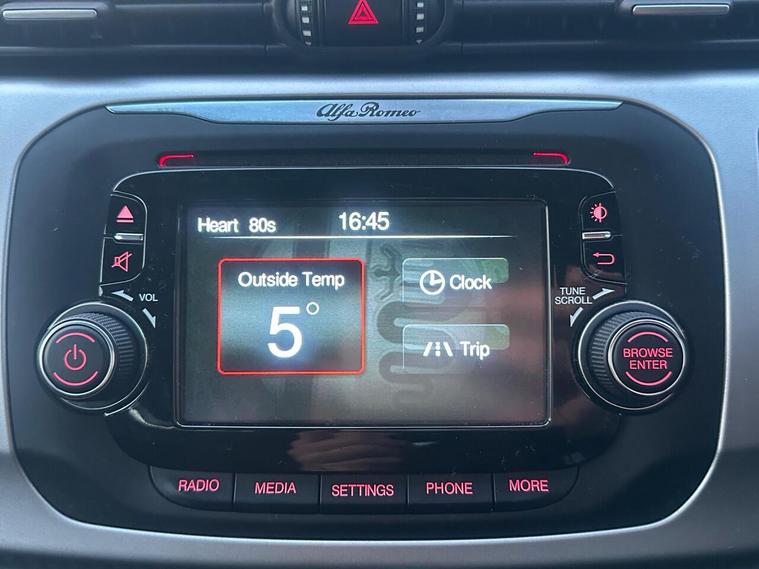 Alfa Romeo
Heart 80s 16:45
Outside Temp
5°
Clock
Trip
VOL
TUNE
SCROLL
BROWSE
ENTER
RADIO
MEDIA
SETTINGS
PHONE
MORE